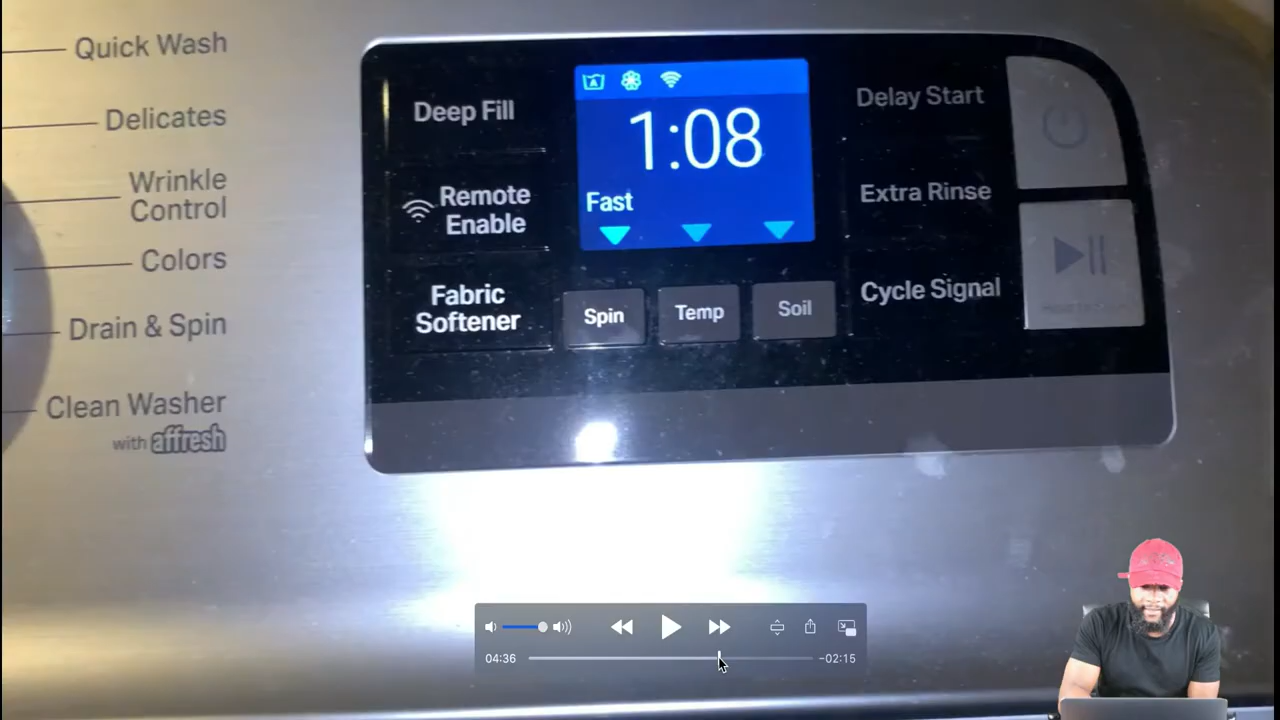 Quick Wash
Delicates
Wrinkle
Control
Colors
Drain & Spin
Clean Washer
with affresh
Deep Fill
Remote
Enable
Fabric
Softener
A
1:08
Fast
Spin
Temp
Soil
Delay Start
Extra Rinse
Cycle Signal
04:36
-02:15